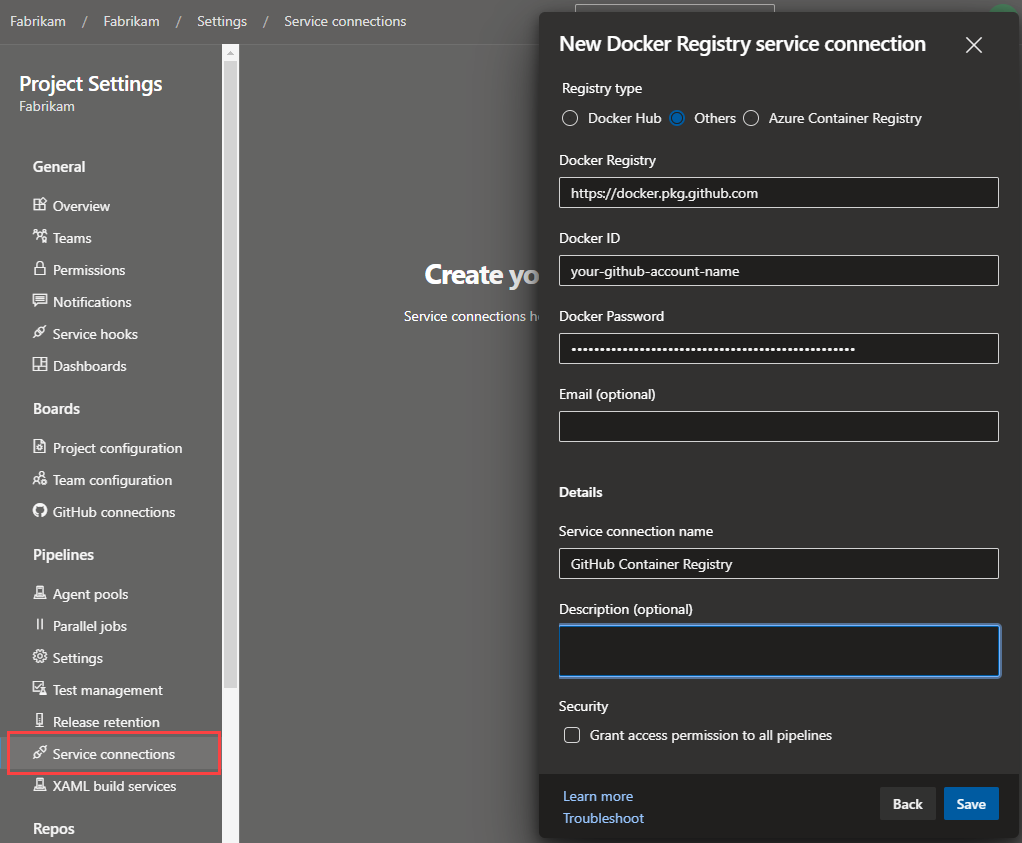 Fabrikam / Fabrikam / Settings / Service connections
Project Settings
Fabrikam
General
Overview
Teams
Permissions
Notifications
Service hooks
Dashboards
Boards
Project configuration
Team configuration
GitHub connections
Pipelines
Agent pools
Parallel jobs
Settings
Test management
Release retention
Service connections
XAML build services
Repos
Create yo
Service connections h
New Docker Registry service connection
Registry type
Docker Hub Others Azure Container Registry
Docker Registry
https://docker.pkg.github.com
Docker ID
your-github-account-name
Docker Password
••••••••••••••••••••••••••••••••••••••••••••••••••
Email (optional)
Details
Service connection name
GitHub Container Registry
Description (optional)
Security
Grant access permission to all pipelines
Learn more
Troubleshoot
Back Save